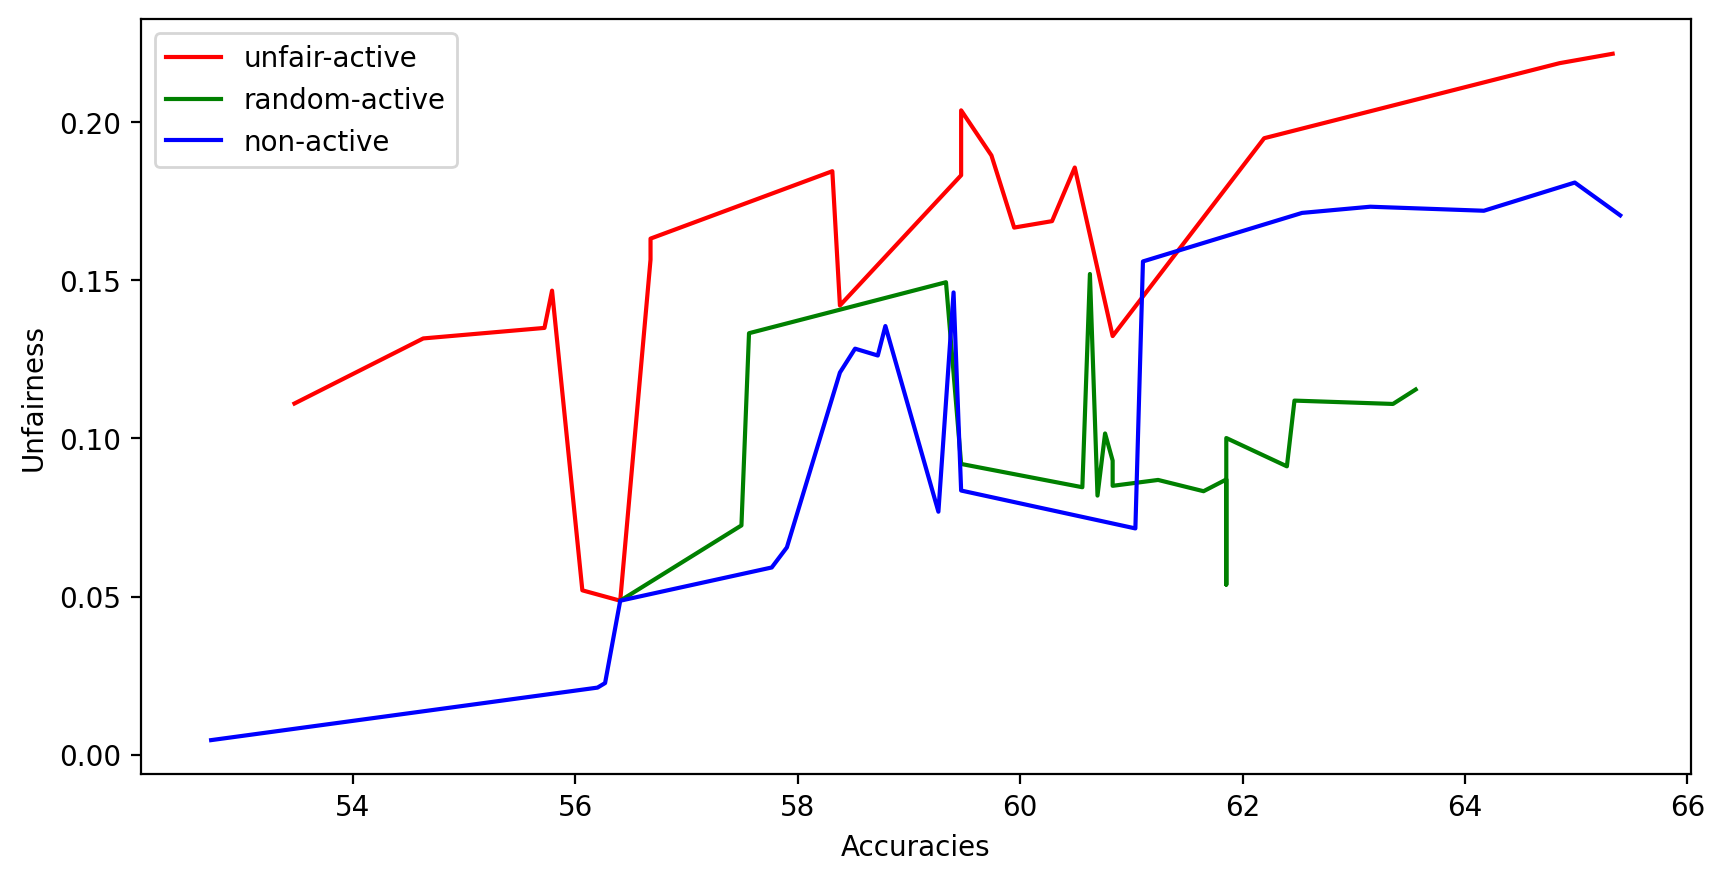 unfair-active
random-active
non-active
Unfairness
0.20
0.15
0.10
0.05
0.00
54 56 58 60 62 64 66
Accuracies